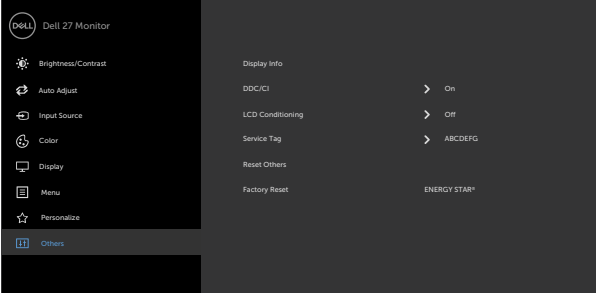 DELL Dell 27 Monitor
Brightness/Contrast
Auto Adjust
Input Source
Color
Display
Menu
Personalize
Others
Display Info
DDC/CI On
LCD Conditioning Off
Service Tag ABCDEFG
Reset Others
Factory Reset ENERGY STAR®